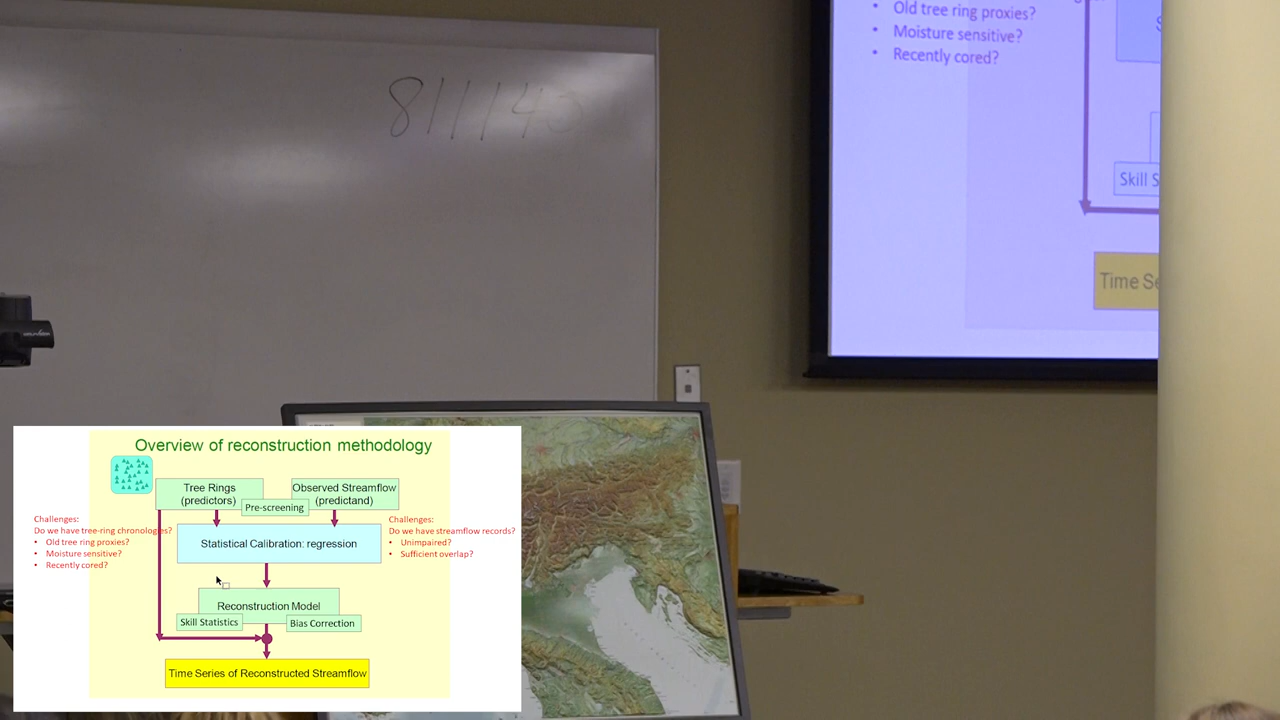 811140
Old tree ring proxies?
Moisture sensitive?
Recently cored?
Skill S
Time Se
Overview of reconstruction methodology
Tree Rings
(predictors)
Observed Streamflow
(predictand)
Pre-screening
Challenges:
Do we have tree-ring chronologies?
• Old tree ring proxies?
• Moisture sensitive?
• Recently cored?
Challenges:
Do we have streamflow records?
• Unimpaired?
• Sufficient overlap?
Statistical Calibration: regression
Reconstruction Model
Skill Statistics
Bias Correction
Time Series of Reconstructed Streamflow